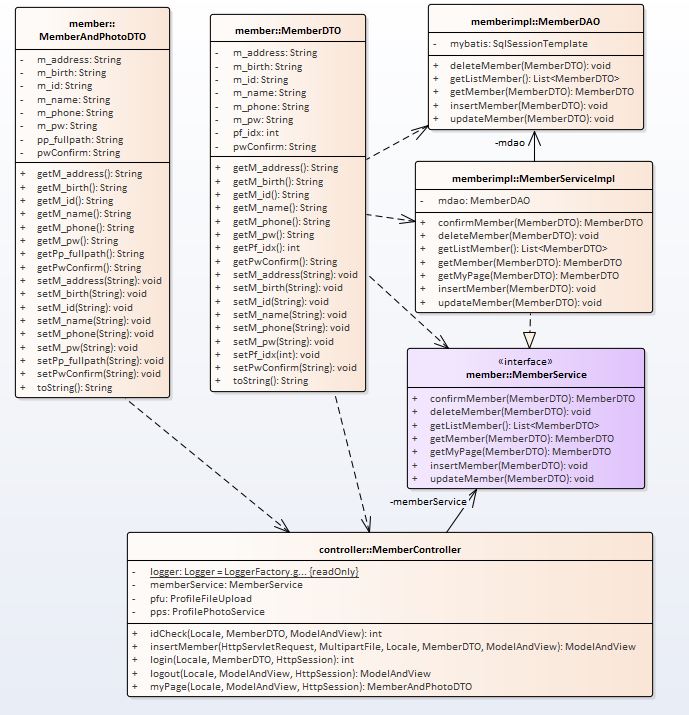 member::
MemberAndPhotoDTO
- m_address: String
- m_birth: String
- m_id: String
- m_name: String
- m_phone: String
- m_pw: String
- pp_fullpath: String
- pwConfirm: String
+ getM_address(): String
+ getM_birth(): String
+ getM_id(): String
+ getM_name(): String
+ getM_phone(): String
+ getM_pw(): String
+ getPp_fullpath(): String
+ getPwConfirm(): String
+ setM_address(String): void
+ setM_birth(String): void
+ setM_id(String): void
+ setM_name(String): void
+ setM_phone(String): void
+ setM_pw(String): void
+ setPp_fullpath(String): void
+ setPwConfirm(String): void
+ toString(): String
member::MemberDTO
- m_address: String
- m_birth: String
- m_id: String
- m_name: String
- m_phone: String
- m_pw: String
- pf_idx: int
- pwConfirm: String
+ getM_address(): String
+ getM_birth(): String
+ getM_id(): String
+ getM_name(): String
+ getM_phone(): String
+ getM_pw(): String
+ getPf_idx(): int
+ getPwConfirm(): String
+ setM_address(String): void
+ setM_birth(String): void
+ setM_id(String): void
+ setM_name(String): void
+ setM_phone(String): void
+ setM_pw(String): void
+ setPf_idx(int): void
+ setPwConfirm(String): void
+ toString(): String
memberimpl::MemberDAO
- mybatis: SqlSessionTemplate
+ deleteMember(MemberDTO): void
+ getListMember(): List<MemberDTO>
+ getMember(MemberDTO): MemberDTO
+ insertMember(MemberDTO): void
+ updateMember(MemberDTO): void
-mdao
memberimpl::MemberServiceImpl
- mdao: MemberDAO
+ confirmMember(MemberDTO): MemberDTO
+ deleteMember(MemberDTO): void
+ getListMember(): List<MemberDTO>
+ getMember(MemberDTO): MemberDTO
+ getMyPage(MemberDTO): MemberDTO
+ insertMember(MemberDTO): void
+ updateMember(MemberDTO): void
«interface»
member::MemberService
+ confirmMember(MemberDTO): MemberDTO
+ deleteMember(MemberDTO): void
+ getListMember(): List<MemberDTO>
+ getMember(MemberDTO): MemberDTO
+ getMyPage(MemberDTO): MemberDTO
+ insertMember(MemberDTO): void
+ updateMember(MemberDTO): void
-memberService
controller::MemberController
- logger: Logger = LoggerFactory.g... {readOnly}
- memberService: MemberService
- pfu: ProfileFileUpload
- pps: ProfilePhotoService
+ idCheck(Locale, MemberDTO, ModelAndView): int
+ insertMember(HttpServletRequest, MultipartFile, Locale, MemberDTO, ModelAndView): ModelAndView
+ login(Locale, MemberDTO, HttpSession): int
+ logout(Locale, ModelAndView, HttpSession): ModelAndView
+ myPage(Locale, ModelAndView, HttpSession): MemberAndPhotoDTO